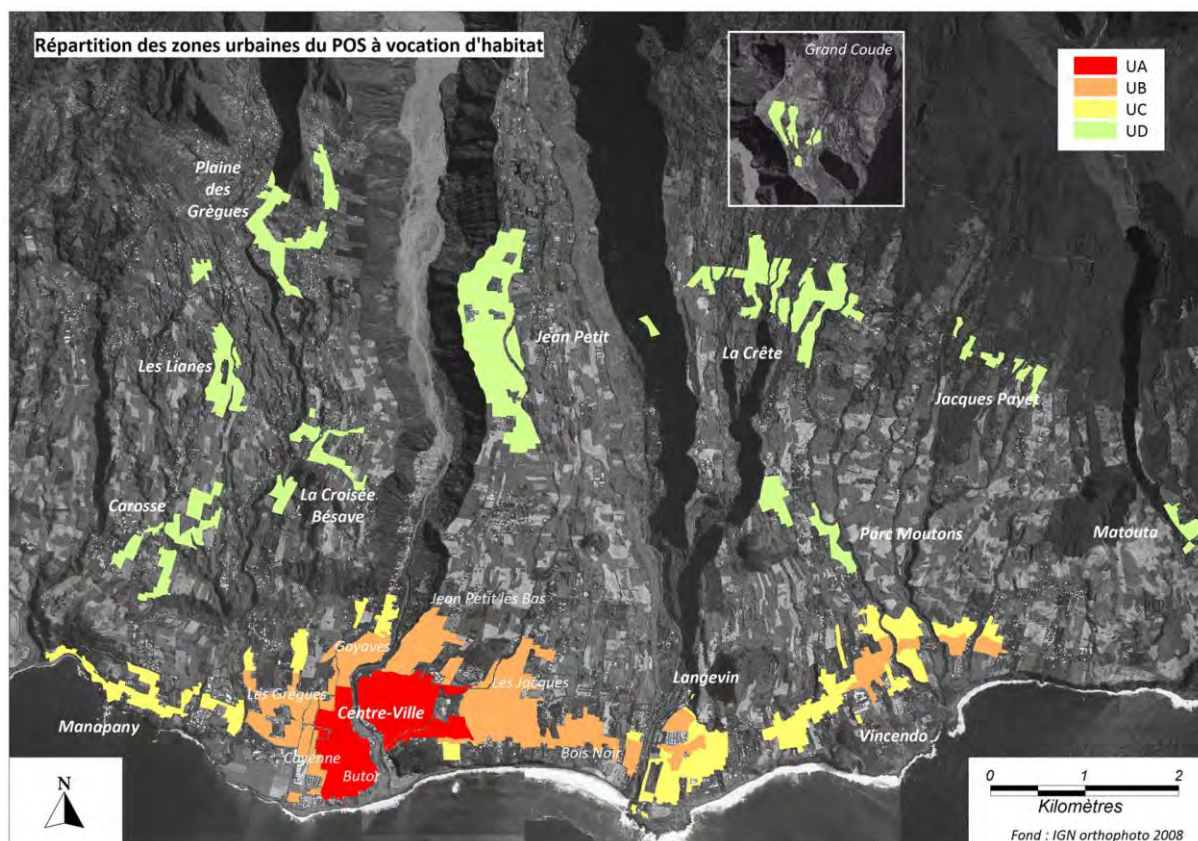 Répartition des zones urbaines du POS à vocation d'habitat
Grand Coude
UA
UB
UC
UD
Plaine
des
Grègues
Jean Petit
Les Lianes
La Crête
Jacques Payet
La Croisée
Bésave
Carosse
Parc Moutons
Matouta
Jean Petit les Bas
Goyaves
Les Grègues
Les Jacques
Langevin
Centre-Ville
Manapany
Vincendo
Cayenne
Bois Noir
Butor
N
0 1 2
Kilomètres
Fond : IGN orthophoto 2008